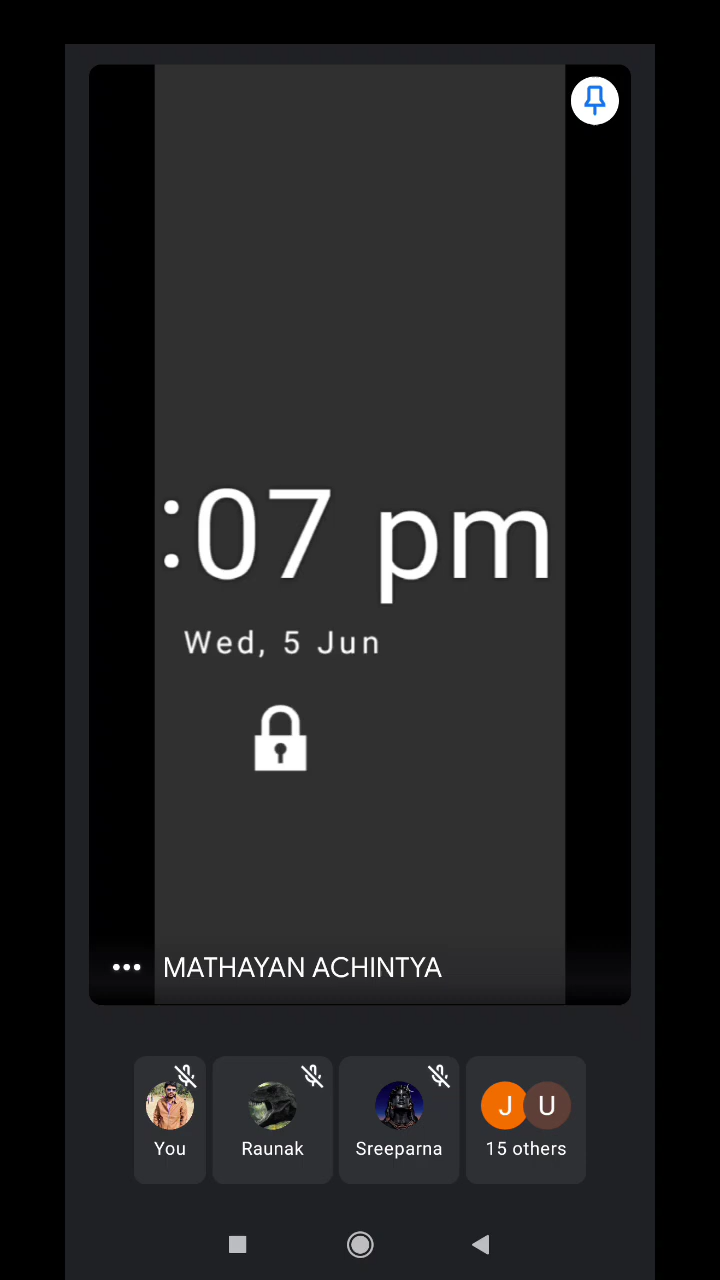 :07 pm
Wed, 5 Jun
MATHAYAN ACHINTYA
J U
You Raunak Sreeparna 15 others